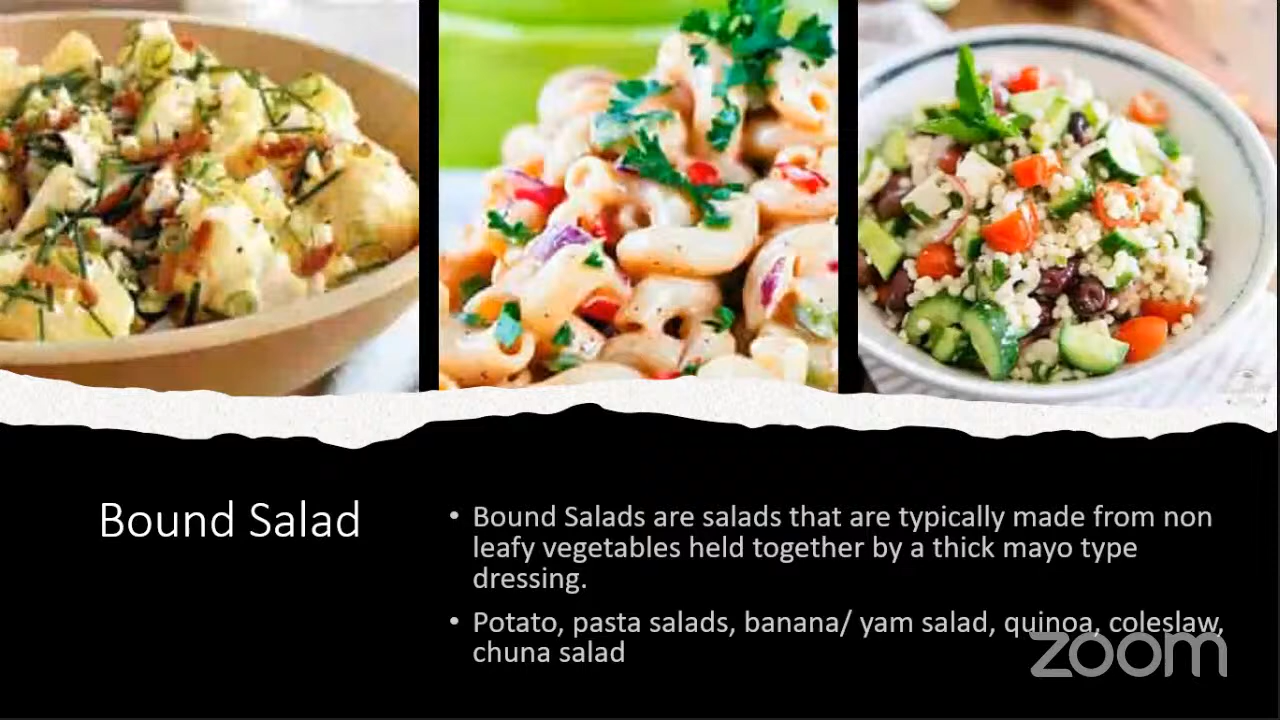 Bound Salad
• Bound Salads are salads that are typically made from non
leafy vegetables held together by a thick mayo type
dressing.
• Potato, pasta salads, banana/ yam salad, quinoa, coleslaw,
chuna salad
zoom